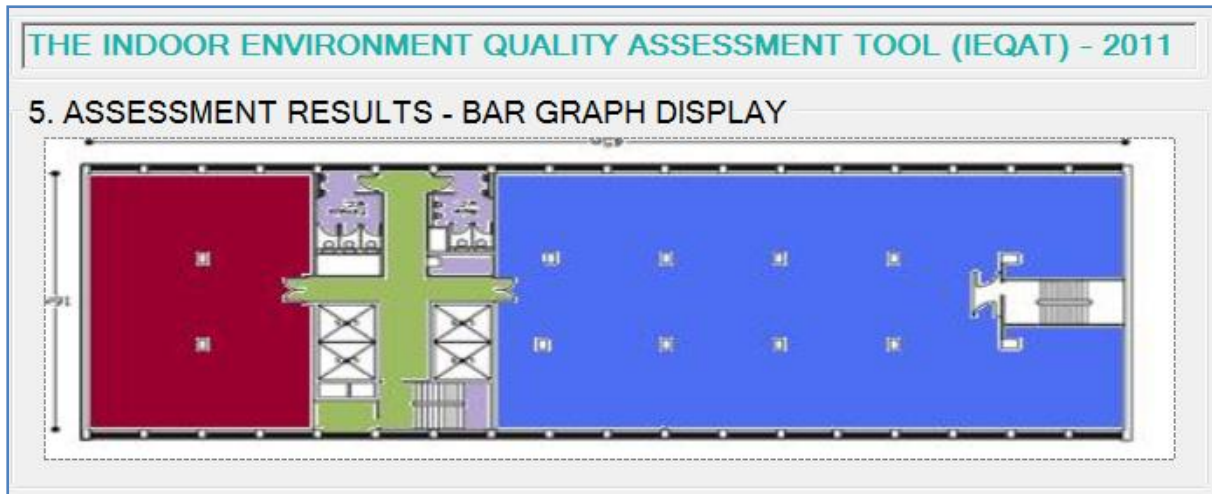 THE INDOOR ENVIRONMENT QUALITY ASSESSMENT TOOL (IEQAT) - 2011
5. ASSESSMENT RESULTS - BAR GRAPH DISPLAY